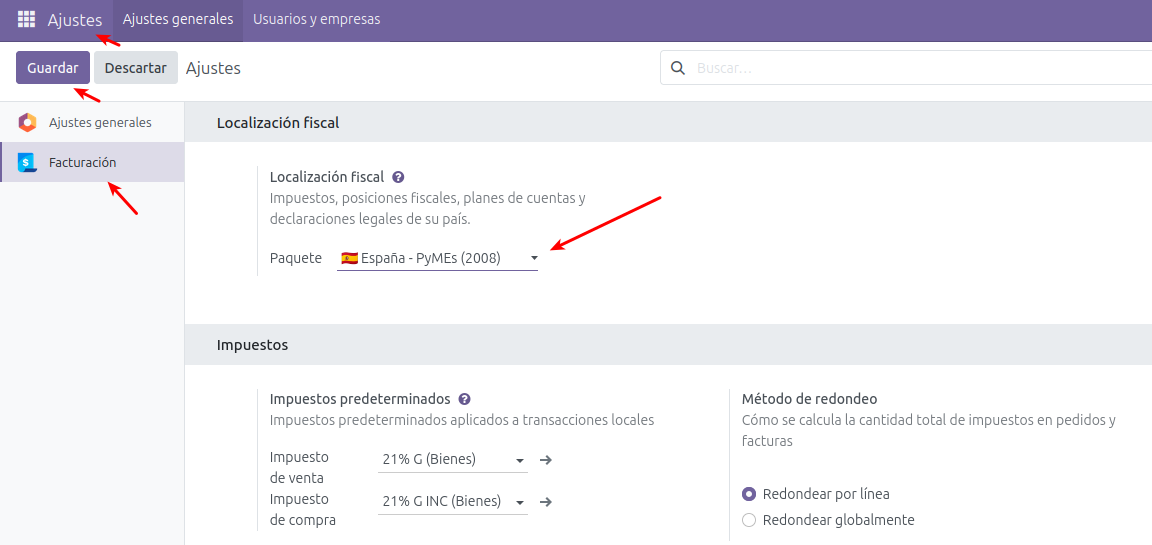 Ajustes
Ajustes generales
Usuarios y empresas
Guardar
Descartar
Ajustes
Buscar...
Ajustes generales
Facturación
Localización fiscal
Localización fiscal
Impuestos, posiciones fiscales, planes de cuentas y
declaraciones legales de su país.
Paquete
España - PyMEs (2008)
Impuestos
Impuestos predeterminados
Impuestos predeterminados aplicados a transacciones locales
Impuesto
de venta
21% G (Bienes)
Impuesto
de compra
21% G INC (Bienes)
Método de redondeo
Cómo se calcula la cantidad total de impuestos en pedidos y
facturas
Redondear por línea
Redondear globalmente